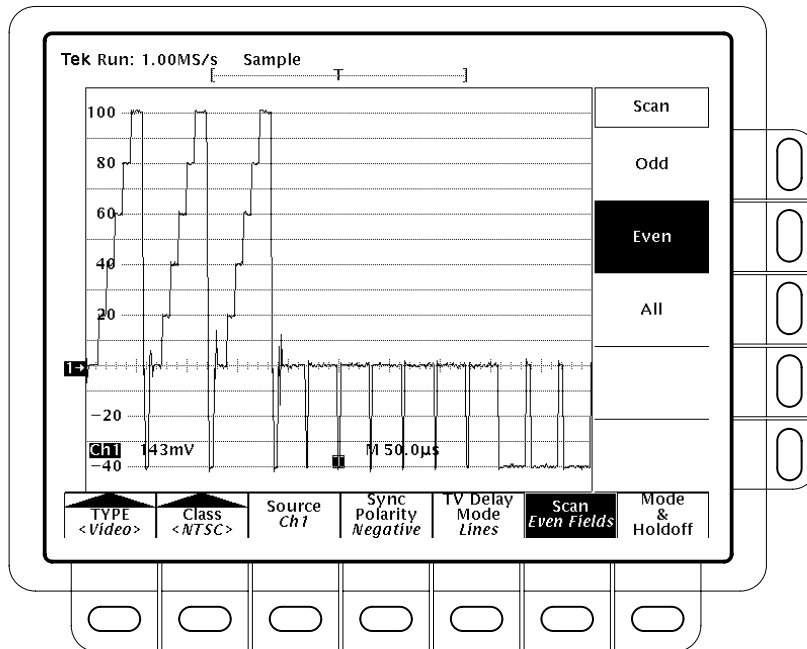 Tek Run: 1.00MS/s Sample
[ T ]
100
80
60
40
20
1→
−20
−40
Ch1 143mV
M 50.0µs
T
Scan
Odd
Even
All
TYPE
<Video>
Class
<NTSC>
Source
Ch1
Sync
Polarity
Negative
TV Delay
Mode
Lines
Scan
Even Fields
Mode
&
Holdoff